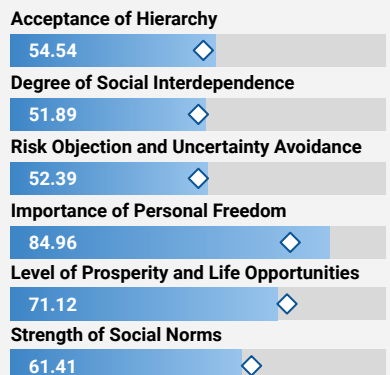 Acceptance of Hierarchy
54.54
Degree of Social Interdependence
51.89
Risk Objection and Uncertainty Avoidance
52.39
Importance of Personal Freedom
84.96
Level of Prosperity and Life Opportunities
71.12
Strength of Social Norms
61.41